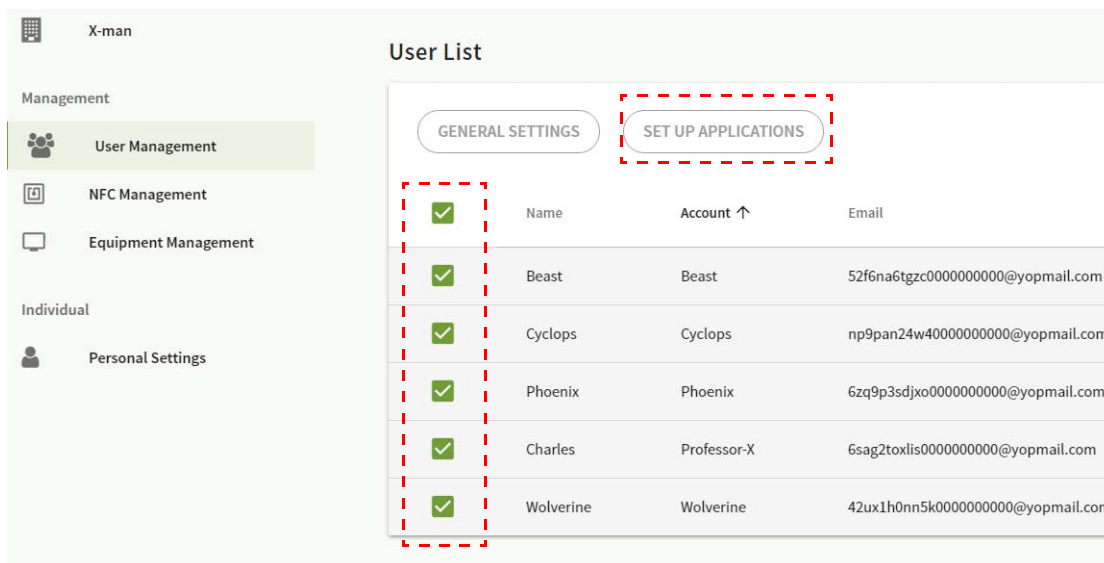 X-man
User List
Management
GENERAL SETTINGS SET UP APPLICATIONS
User Management
NFC Management
Name Account ↑ Email
Equipment Management
Beast Beast 52f6na6tgzc0000000000@yopmail.com
Individual
Cyclops Cyclops np9pan24w40000000000@yopmail.com
Personal Settings
Phoenix Phoenix 6zq9p3sdjxo0000000000@yopmail.com
Charles Professor-X 6sag2toxlis0000000000@yopmail.com
Wolverine Wolverine 42ux1h0nn5k0000000000@yopmail.com